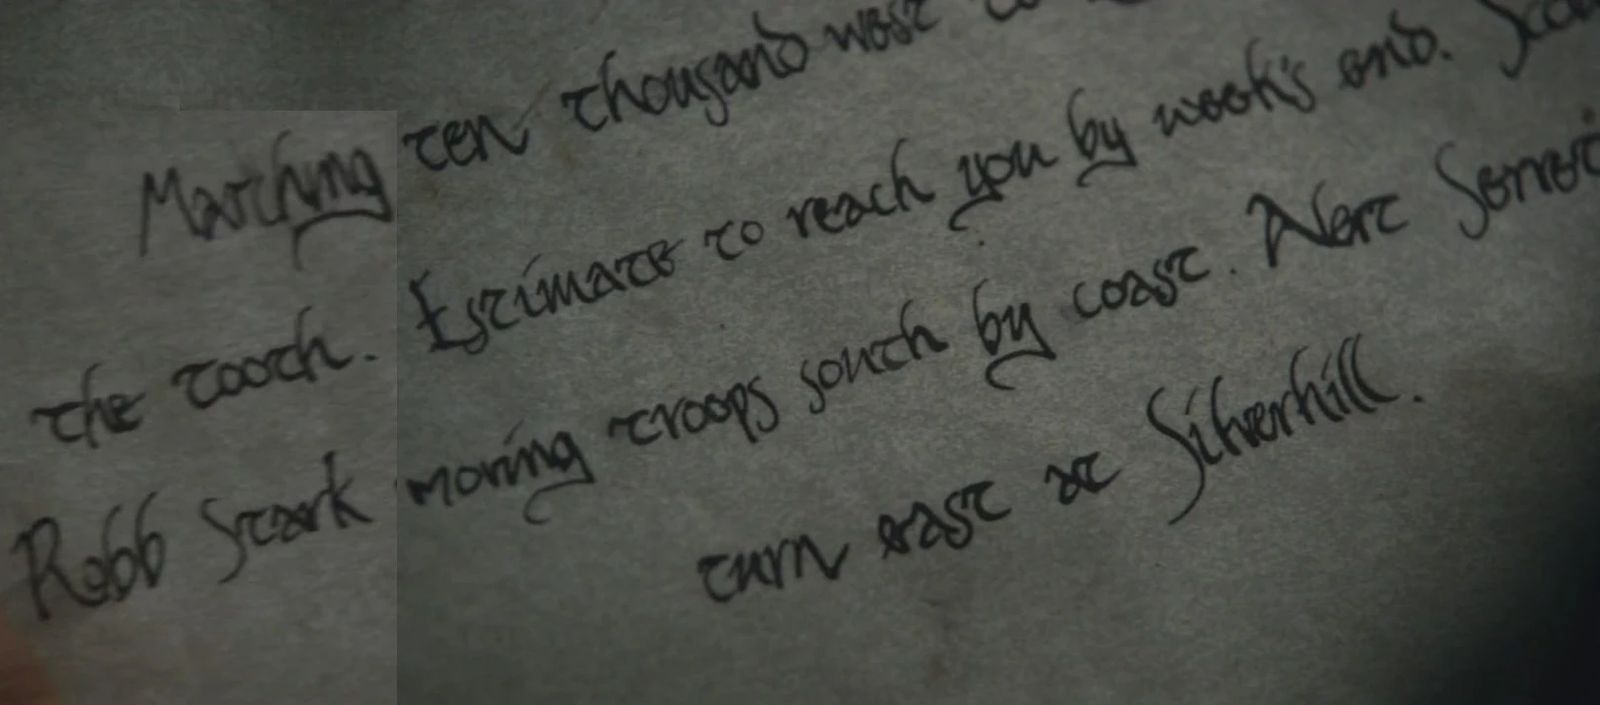 Marching ten thousand west
the tooth. Estimate to reach you by week's end.
Robb Stark moving troops south by coast. Next
turn east at Silverhill.